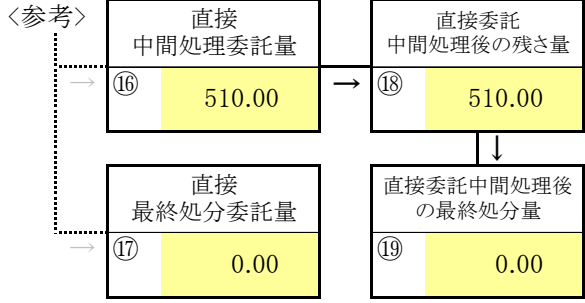 〈参考〉
直接
中間処理委託量
⑯ 510.00
→
→
直接委託
中間処理後の残さ量
⑱ 510.00
↓
直接
最終処分委託量
⑰ 0.00
→
直接委託中間処理後
の最終処分量
⑲ 0.00